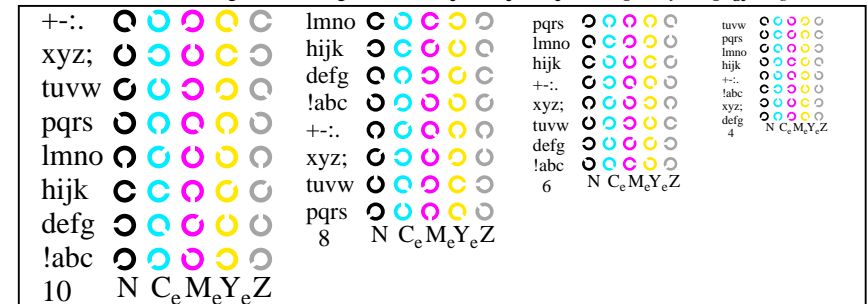 +-:.
xyz;
tuvw
pqrs
lmno
hijk
defg
!abc
10 N CeMeYeZ
lmno
hijk
defg
!abc
+-:.
xyz;
tuvw
pqrs
8 N CeMeYeZ
pqrs
lmno
hijk
+-:.
xyz;
tuvw
defg
!abc
6 N CeMeYeZ
tuvw
pqrs
lmno
hijk
+-:.
!abc
xyz;
defg
4 N CeMeYeZ